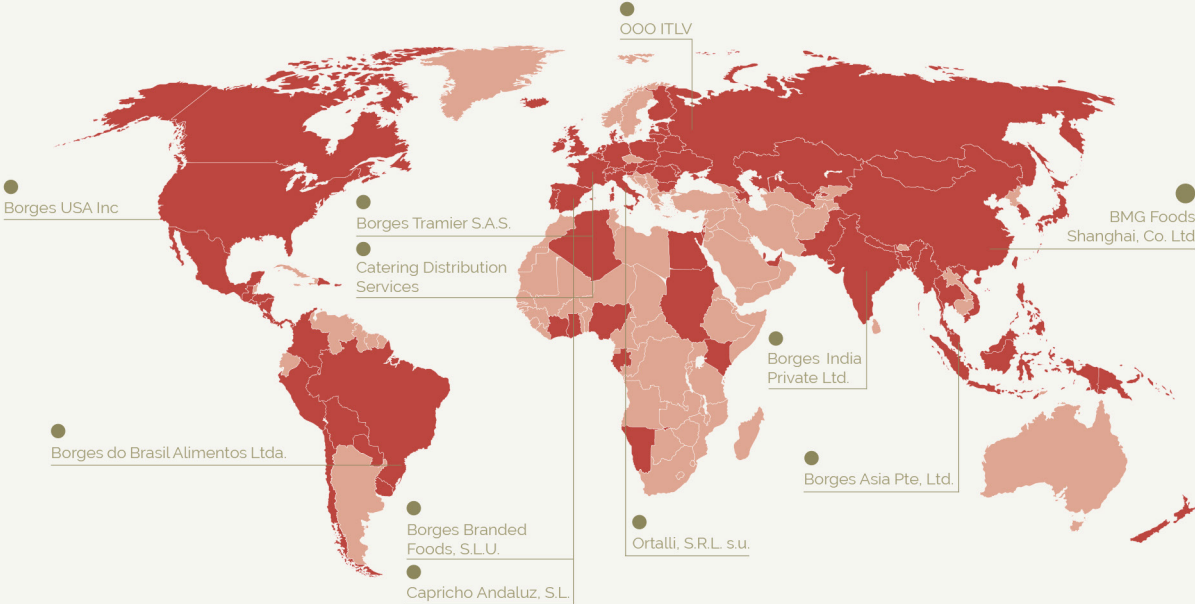 OOO ITLV
Borges USA Inc
Borges Tramier S.A.S.
BMG Foods
Shanghai, Co. Ltd
Catering Distribution
Services
Borges India
Private Ltd.
Borges do Brasil Alimentos Ltda.
Borges Asia Pte, Ltd.
Borges Branded
Foods, S.L.U.
Ortalli, S.R.L. s.u.
Capricho Andaluz, S.L.